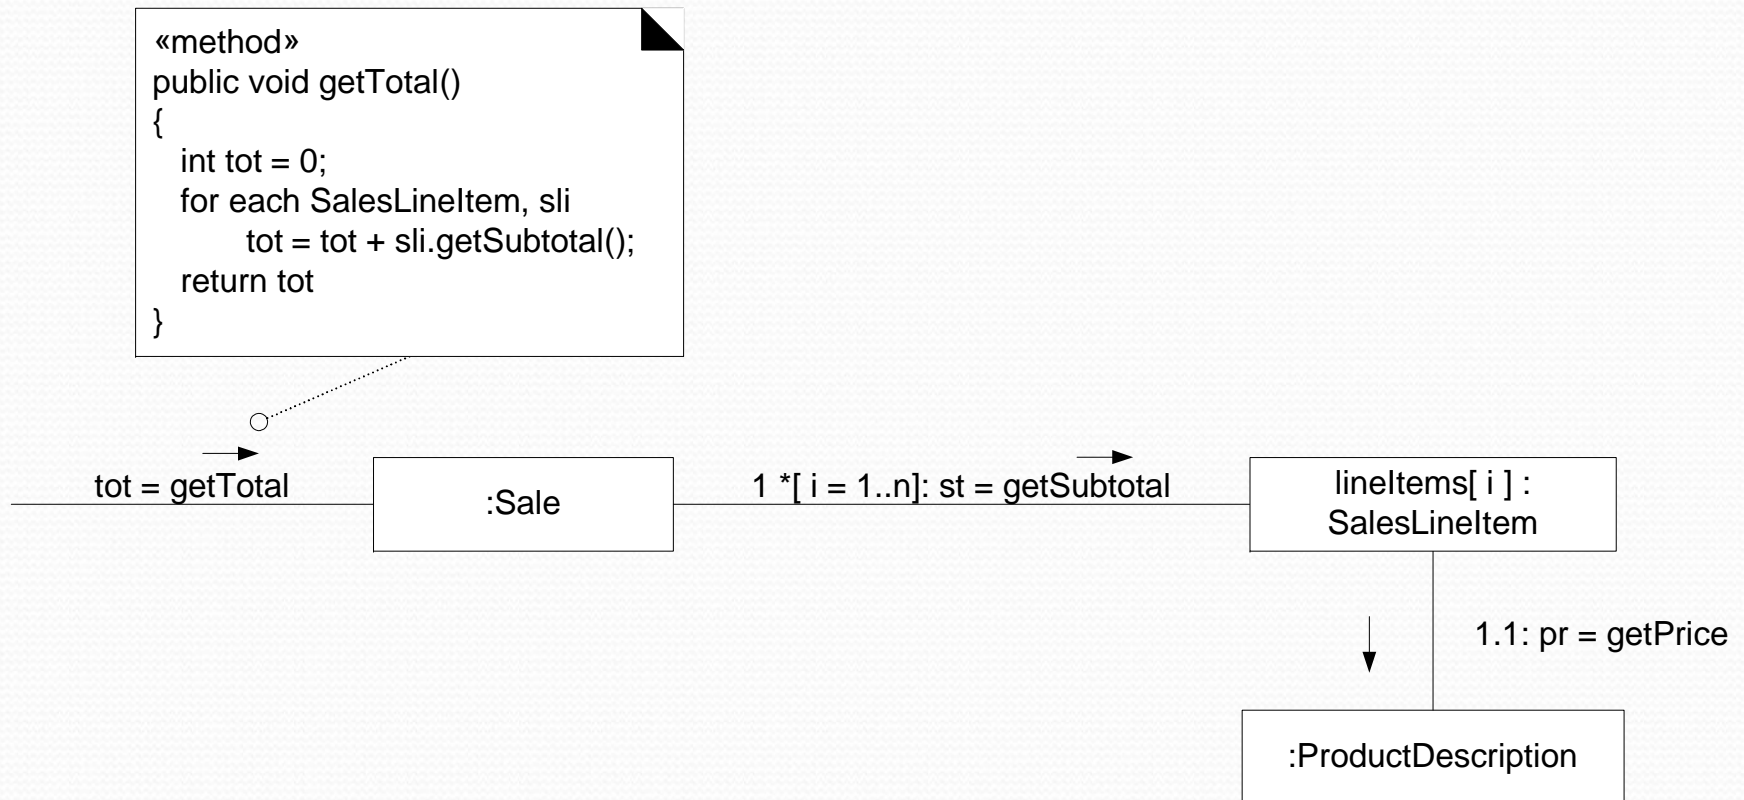 «method»
public void getTotal()
{
int tot = 0;
for each SalesLineItem, sli
tot = tot + sli.getSubtotal();
return tot
}
tot = getTotal
:Sale
1 *[ i = 1..n]: st = getSubtotal
lineItems[ i ] :
SalesLineItem
1.1: pr = getPrice
:ProductDescription